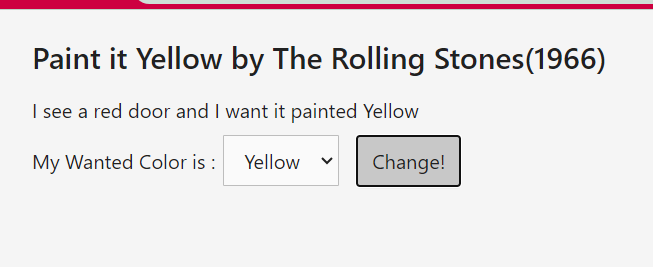 Paint it Yellow by The Rolling Stones(1966)
I see a red door and I want it painted Yellow
My Wanted Color is : Yellow Change!